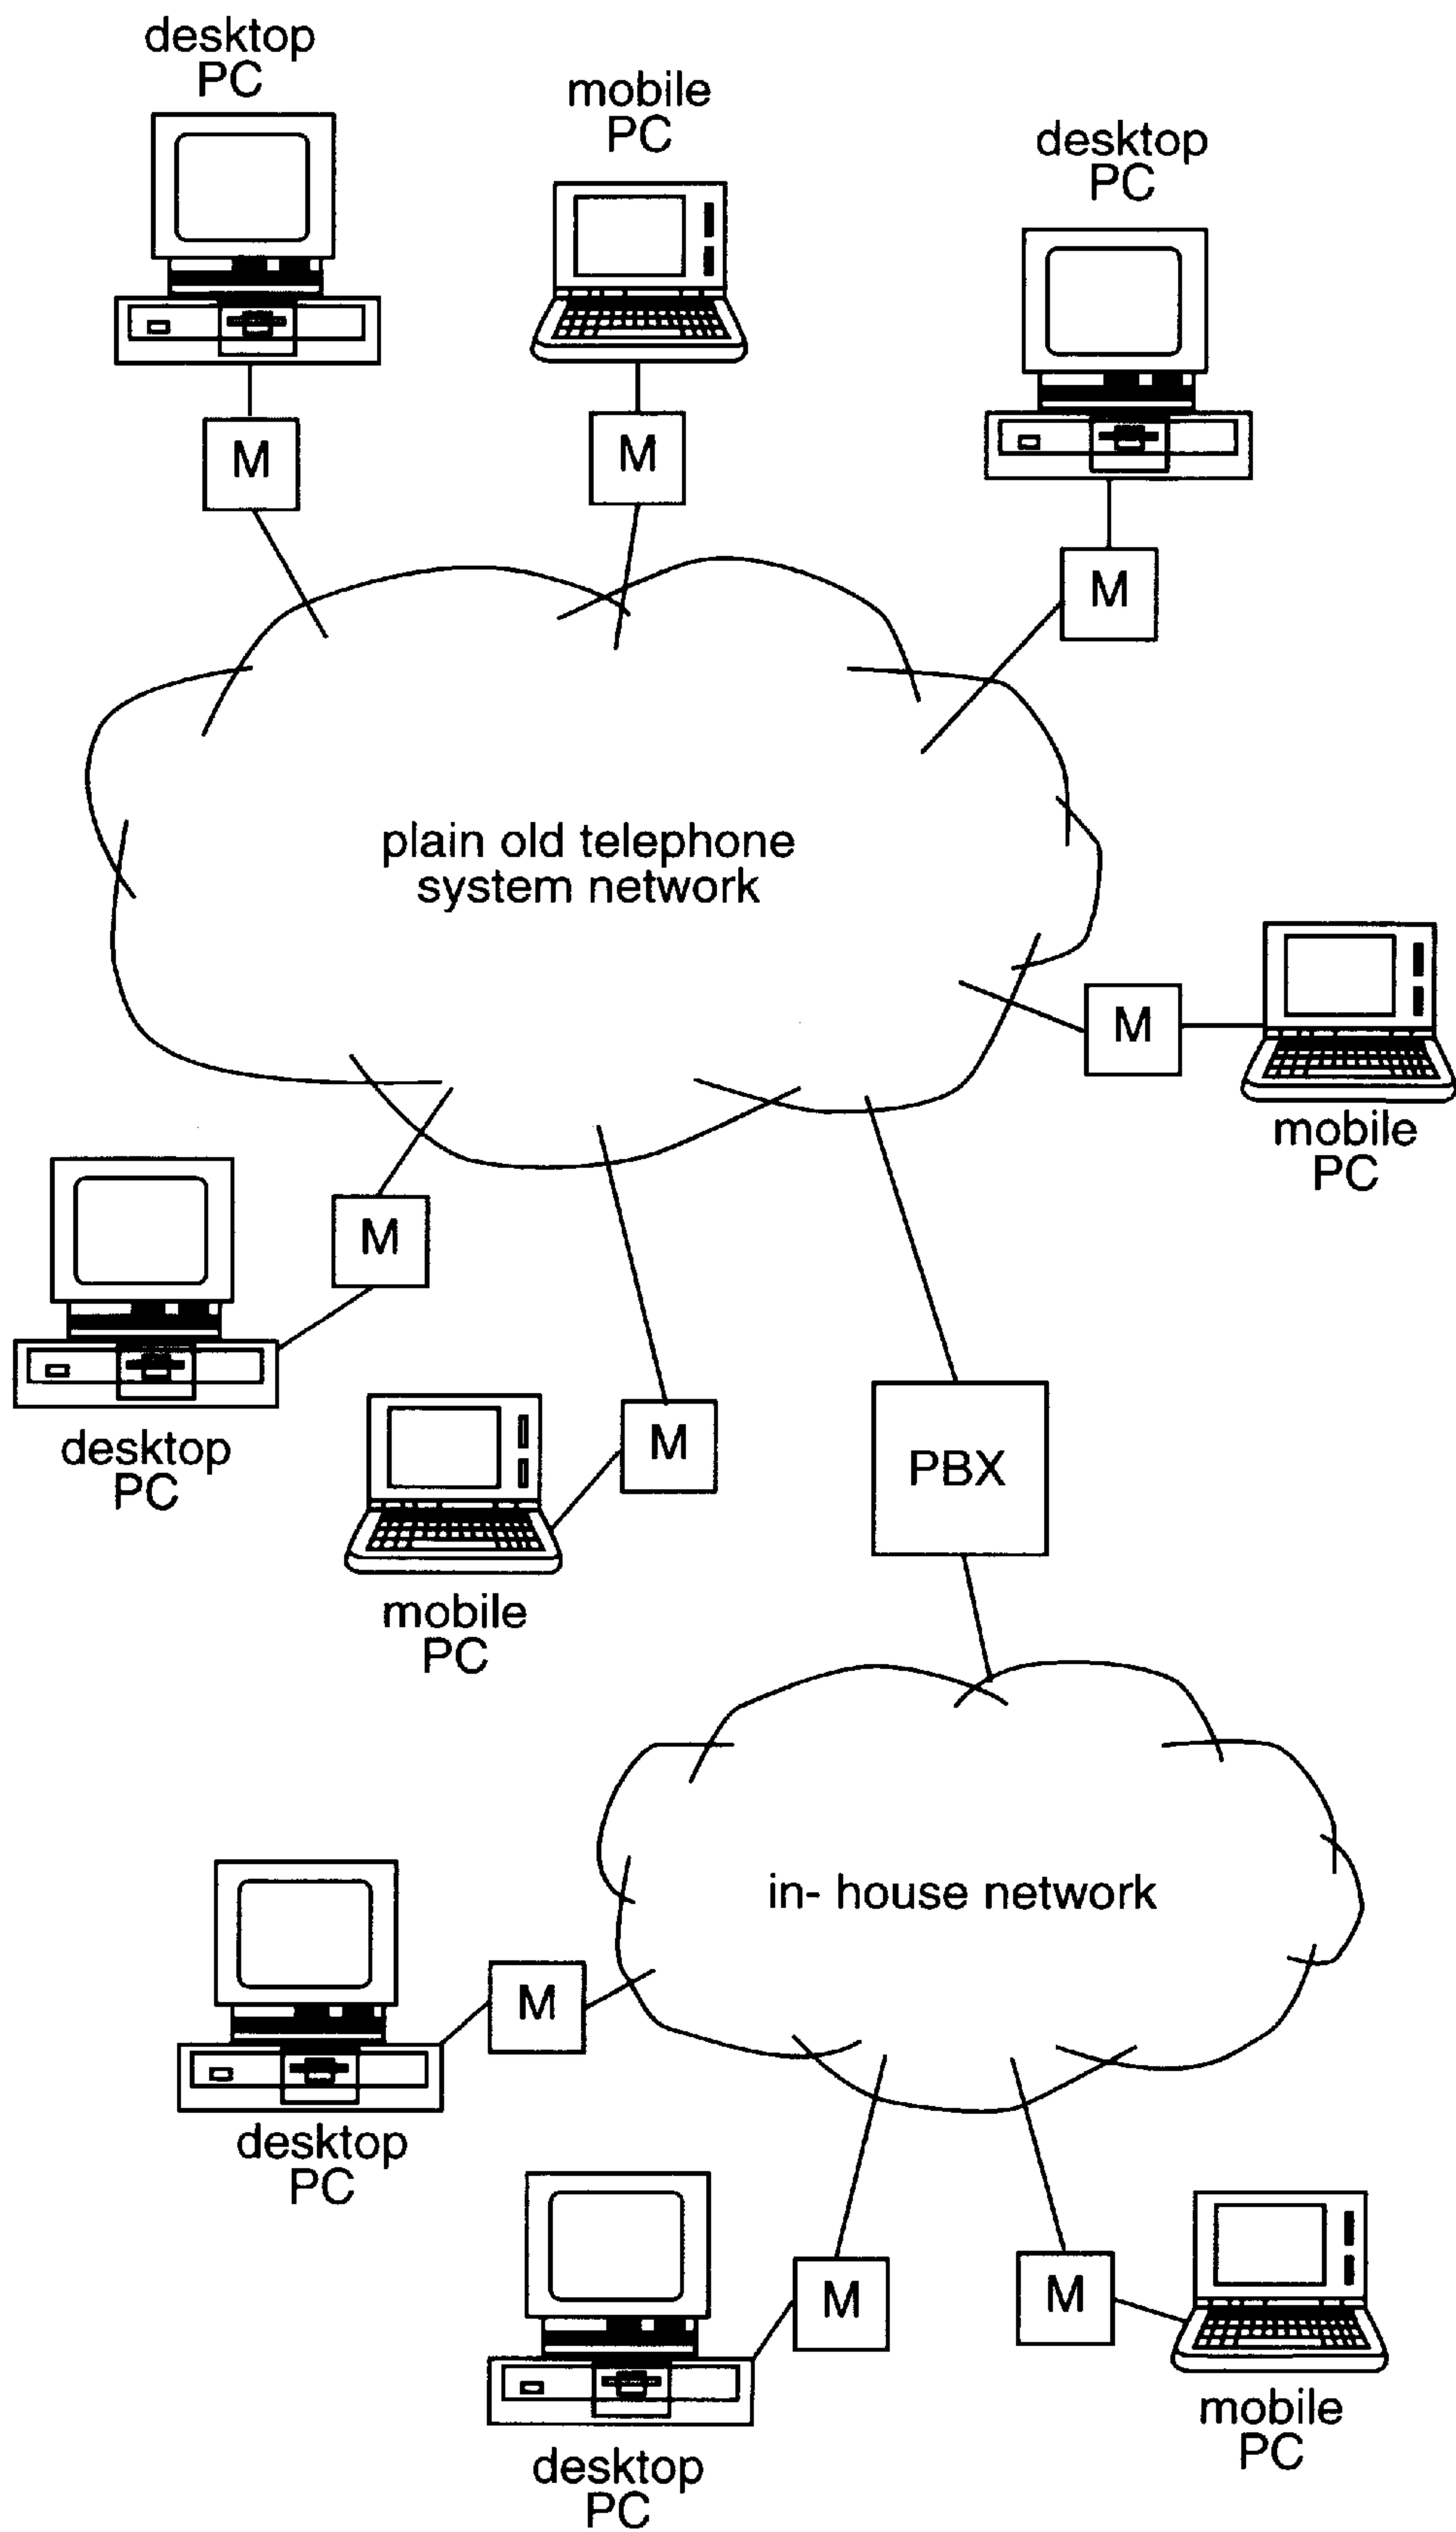 desktop
PC
mobile
PC
desktop
PC
M
M
M
plain old telephone
system network
M
mobile
PC
M
desktop
PC
M
PBX
mobile
PC
in- house network
M
desktop
PC
M
M
mobile
PC
desktop
PC